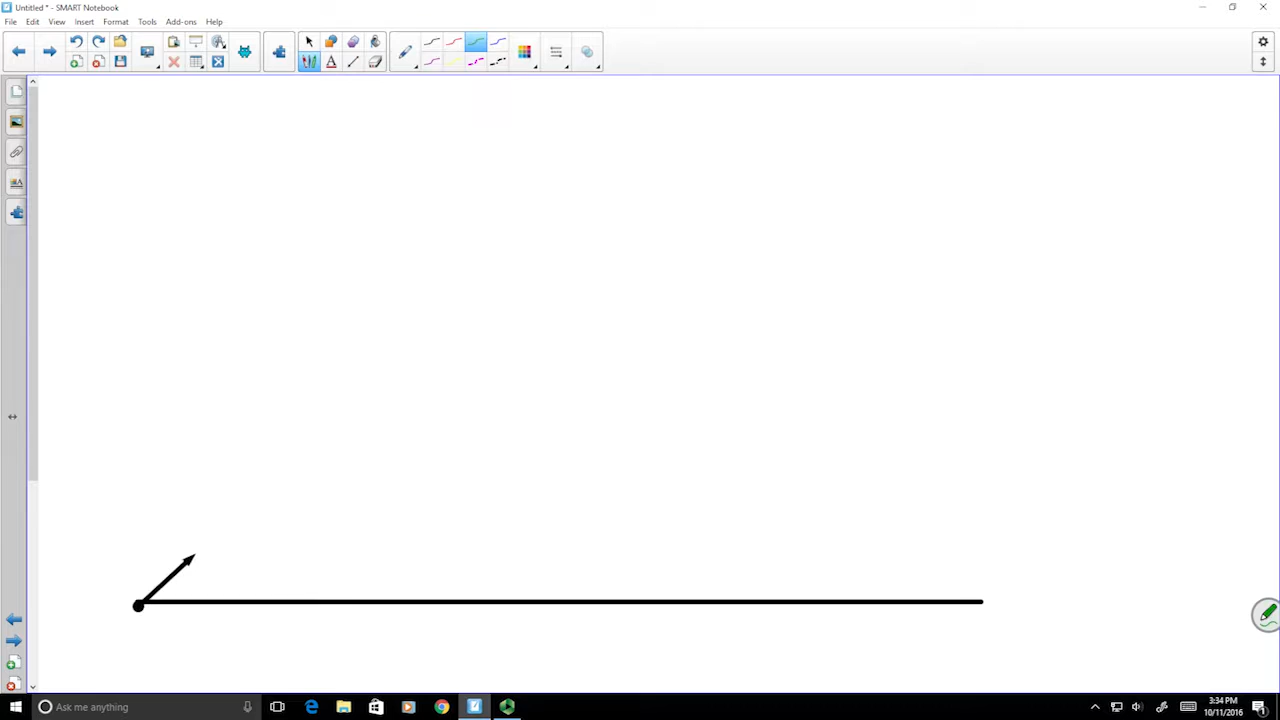 Untitled * - SMART Notebook
File Edit View Insert Format Tools Add-ons Help
A
Ask me anything
3:34 PM
10/11/2016
1